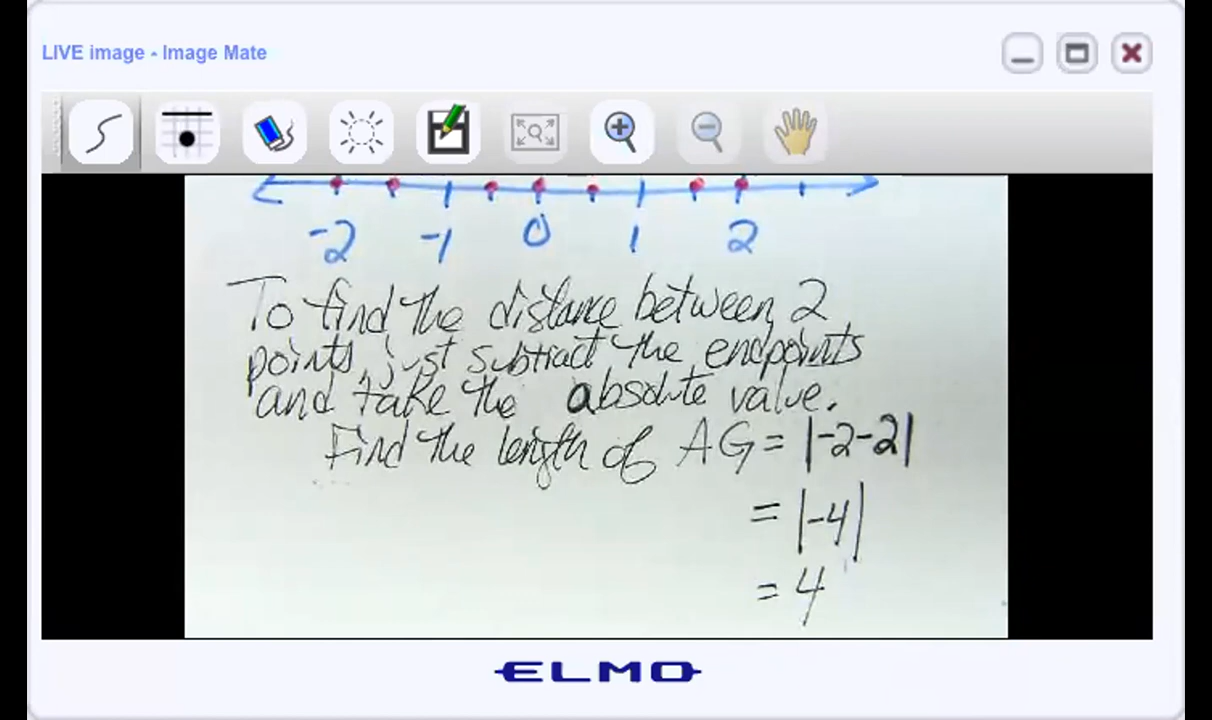 LIVE image - Image Mate
-2 -1 0 1 2
To find the distance between 2
points, just subtract the endpoints
and take the absolute value.
Find the length of AG = |-2-2|
= |-4|
= 4
ELMO